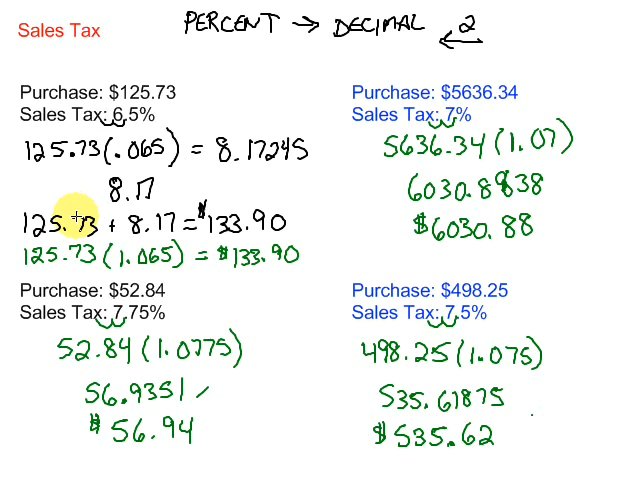 Sales Tax
PERCENT → DECIMAL 2
Purchase: $125.73
Sales Tax: 6.5%
125.73(.065) = 8.17245
8.17
125.73 + 8.17 = $133.90
125.73(1.065) = $133.90
Purchase: $5636.34
Sales Tax: 7%
5636.34(1.07)
6030.8838
$6030.88
Purchase: $52.84
Sales Tax: 7.75%
52.84(1.0775)
56.9351
$56.94
Purchase: $498.25
Sales Tax: 7.5%
498.25(1.075)
535.61875
$535.62